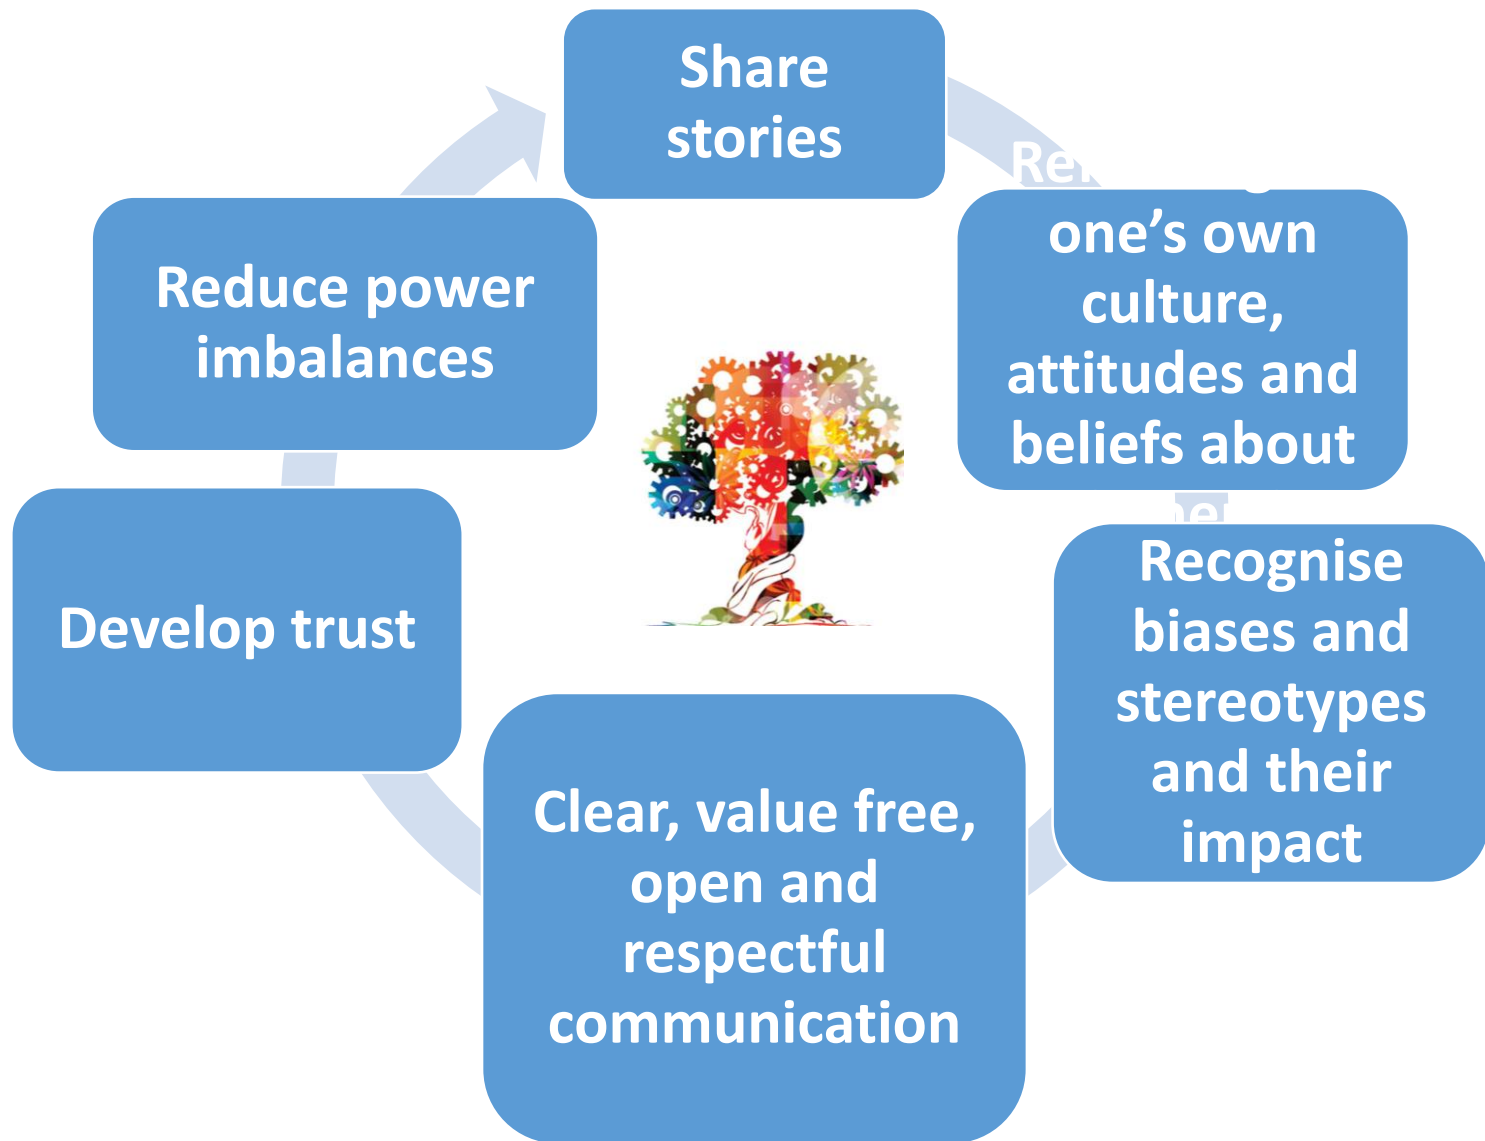 Share
stories
one’s own
culture,
attitudes and
beliefs about
Recognise
biases and
stereotypes
and their
impact
Clear, value free,
open and
respectful
communication
Develop trust
Reduce power
imbalances